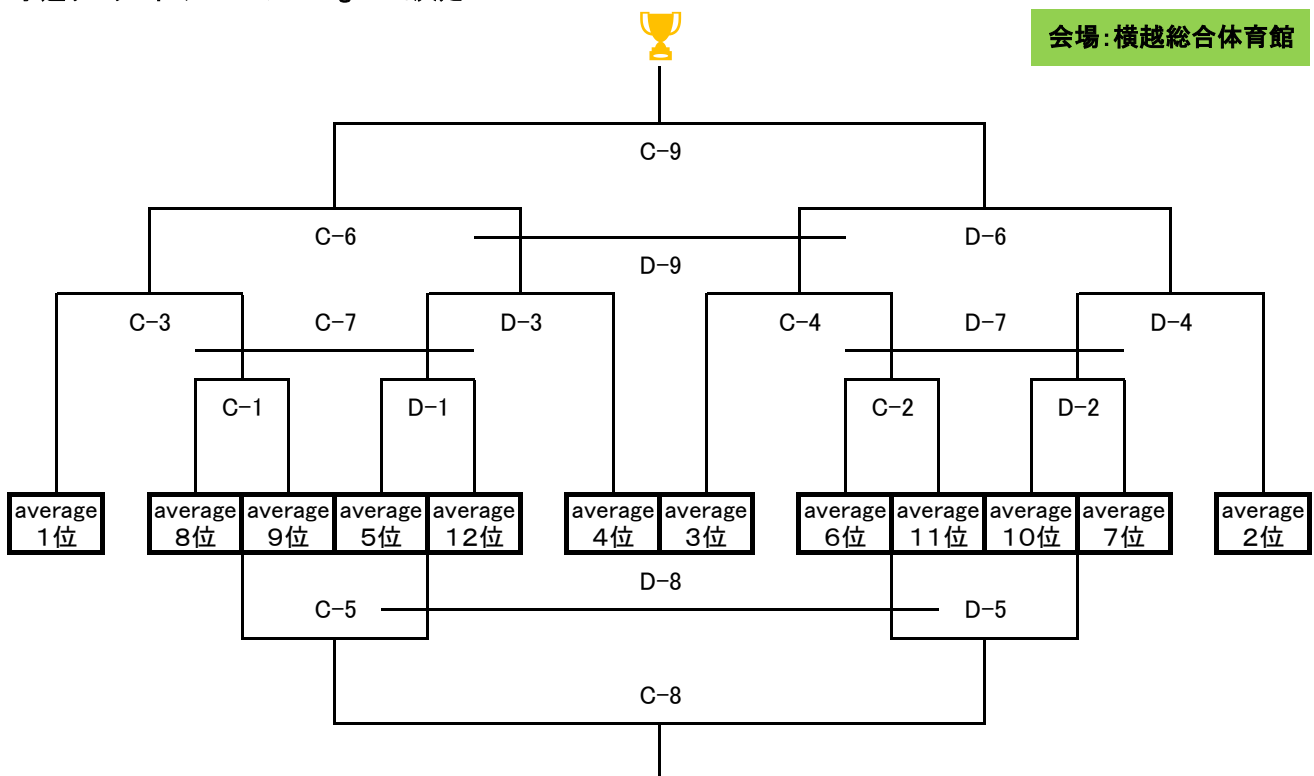 会場:横越総合体育館
C-9
C-6
D-6
D-9
C-3
C-7
D-3
C-4
D-7
D-4
C-1
D-1
C-2
D-2
average
1位
average
8位
average
9位
average
5位
average
12位
average
4位
average
3位
average
6位
average
11位
average
10位
average
7位
average
2位
D-8
C-5
D-5
C-8